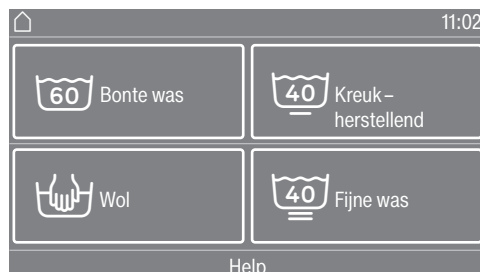 11:02
60 Bonte was
40 Kreuk–
herstellend
Wol
40 Fijne was
Help